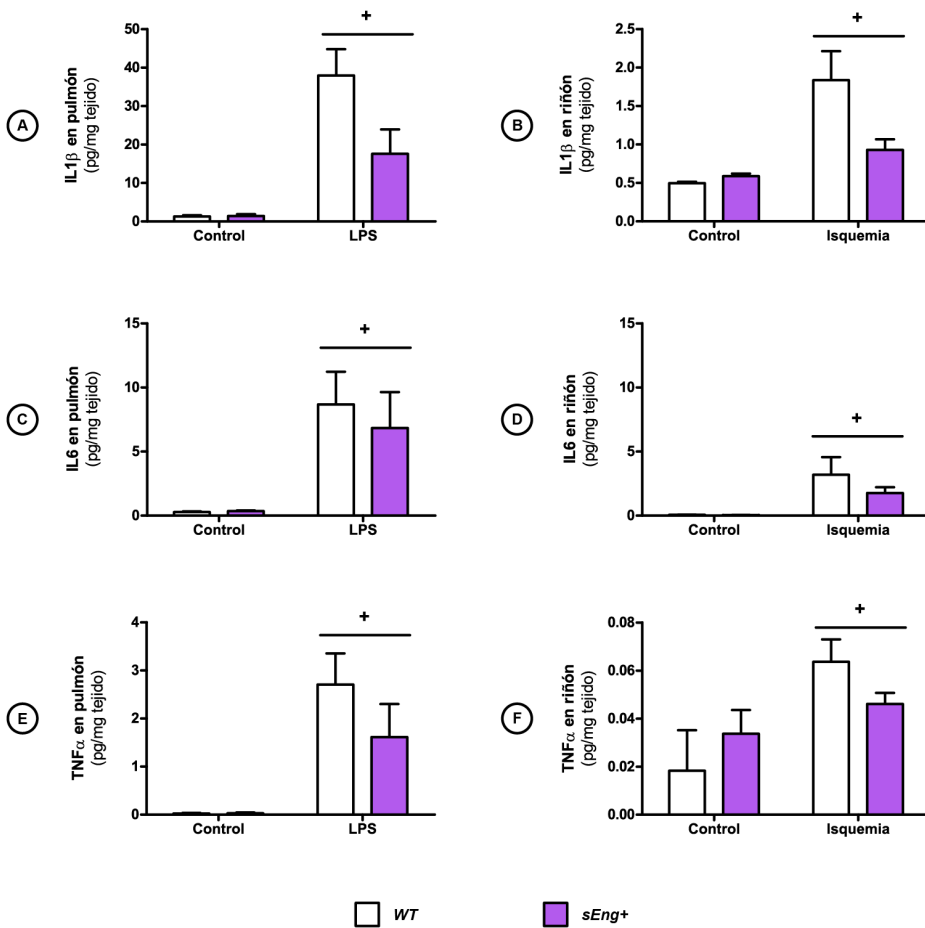 A
IL1β en pulmón
(pg/mg tejido)
50
40
30
20
10
0
+
Control
LPS
B
IL1β en riñón
(pg/mg tejido)
2.5
2.0
1.5
1.0
0.5
0.0
+
Control
Isquemia
C
IL6 en pulmón
(pg/mg tejido)
15
10
5
0
+
Control
LPS
D
IL6 en riñón
(pg/mg tejido)
15
10
5
0
+
Control
Isquemia
E
TNFα en pulmón
(pg/mg tejido)
4
3
2
1
0
+
Control
LPS
F
TNFα en riñón
(pg/mg tejido)
0.08
0.06
0.04
0.02
0.00
+
Control
Isquemia
WT
sEng+